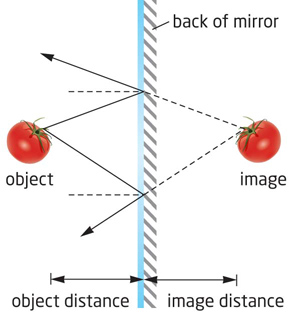 back of mirror
object
image
object distance
image distance